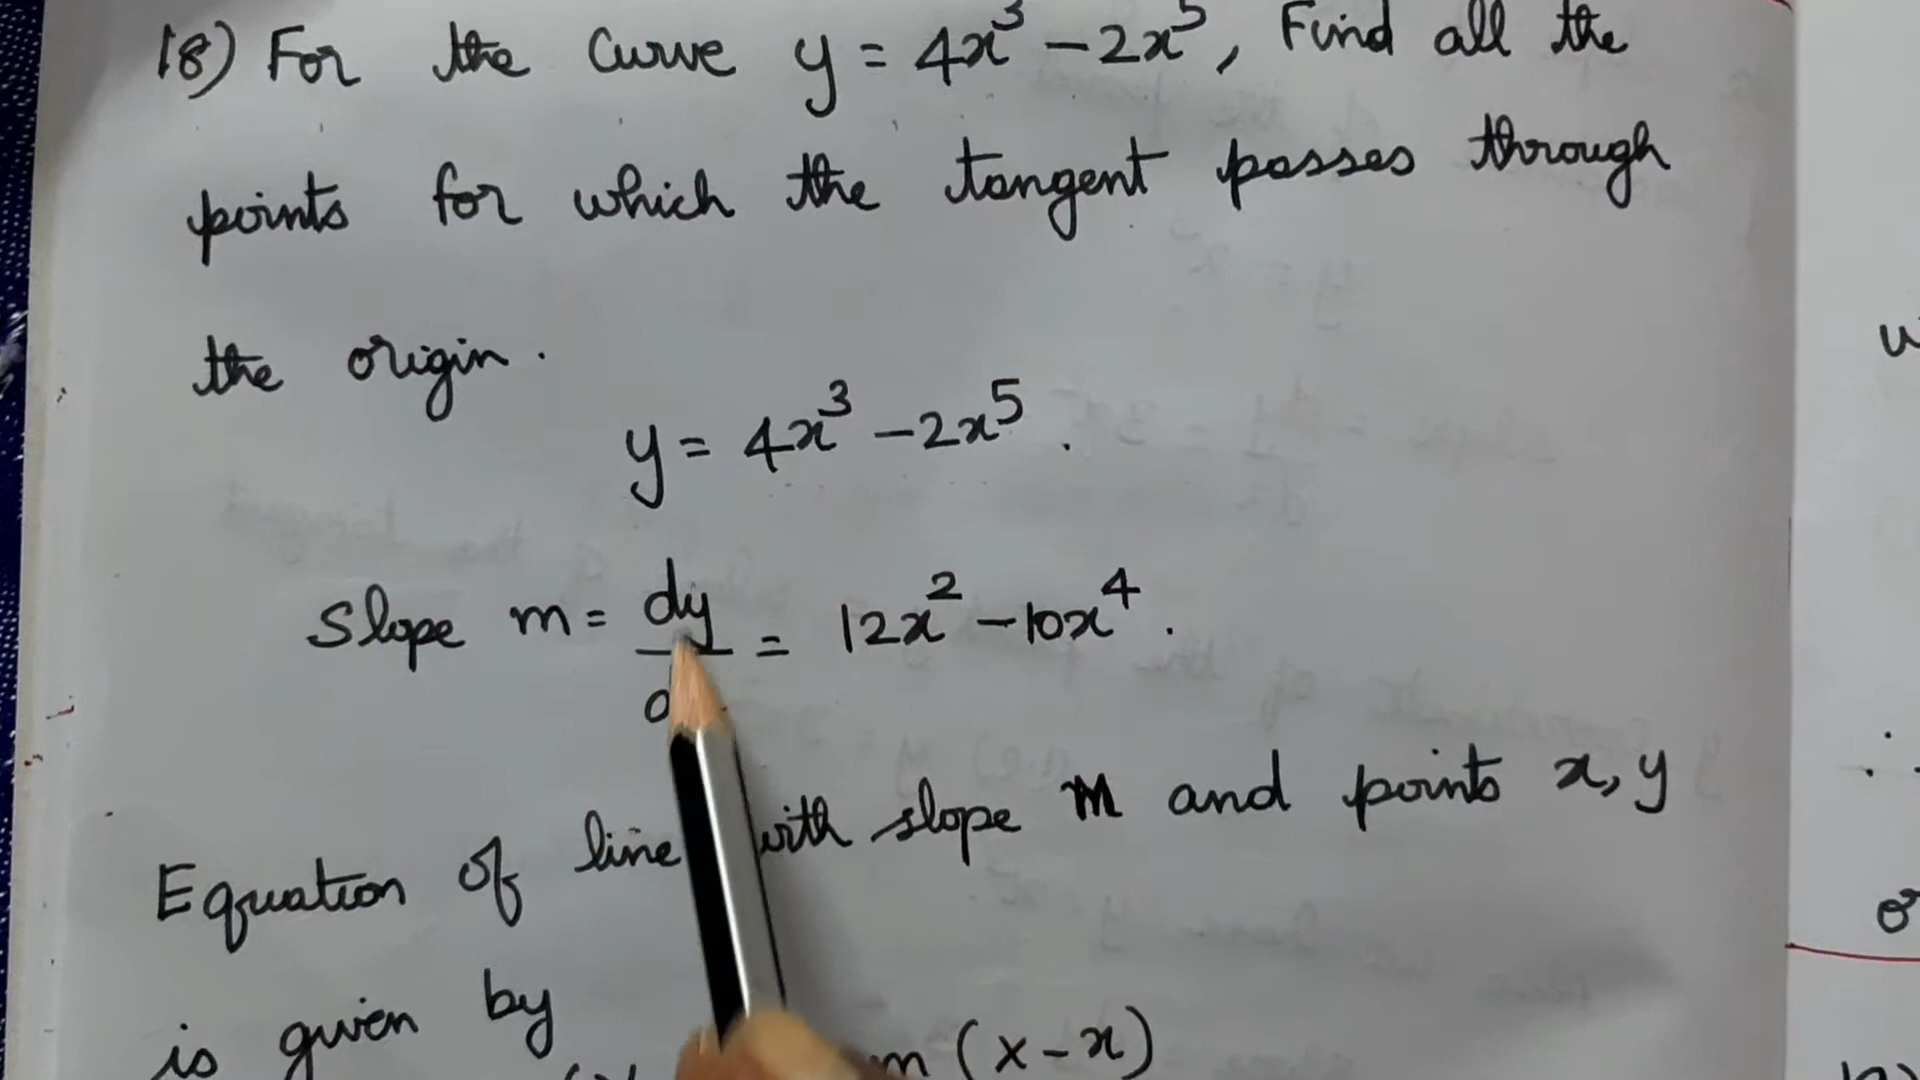 18) For the curve y = 4x³ - 2x⁵, Find all the
points for which the tangent passes through
the origin.
y = 4x³ - 2x⁵.
Slope m = dy/d = 12x² - 10x⁴.
Equation of line with slope m and points x, y
is given by
m (x - x)